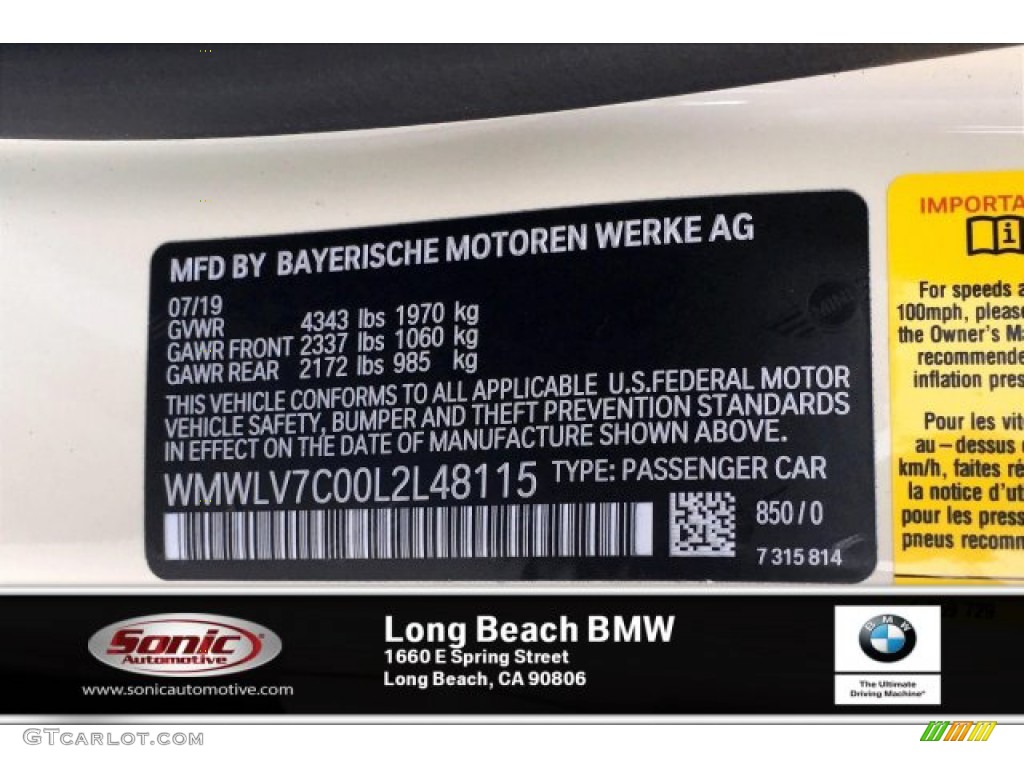 MFD BY BAYERISCHE MOTOREN WERKE AG
07/19
GVWR 4343 lbs 1970 kg
GAWR FRONT 2337 lbs 1060 kg
GAWR REAR 2172 lbs 985 kg
THIS VEHICLE CONFORMS TO ALL APPLICABLE U.S.FEDERAL MOTOR
VEHICLE SAFETY, BUMPER AND THEFT PREVENTION STANDARDS
IN EFFECT ON THE DATE OF MANUFACTURE SHOWN ABOVE.
WMWLV7C00L2L48115 TYPE: PASSENGER CAR
850/0
7 315 814
MINI
IMPORTA
i
For speeds a
100mph, please
the Owner's Ma
recommende
inflation pres
Pour les vit
au-dessus d
km/h, faites ré
la notice d'ut
pour les press
pneus recomm
Sonic
Automotive
www.sonicautomotive.com
Long Beach BMW
1660 E Spring Street
Long Beach, CA 90806
BMW
The Ultimate
Driving Machine®
GTcarlot.com